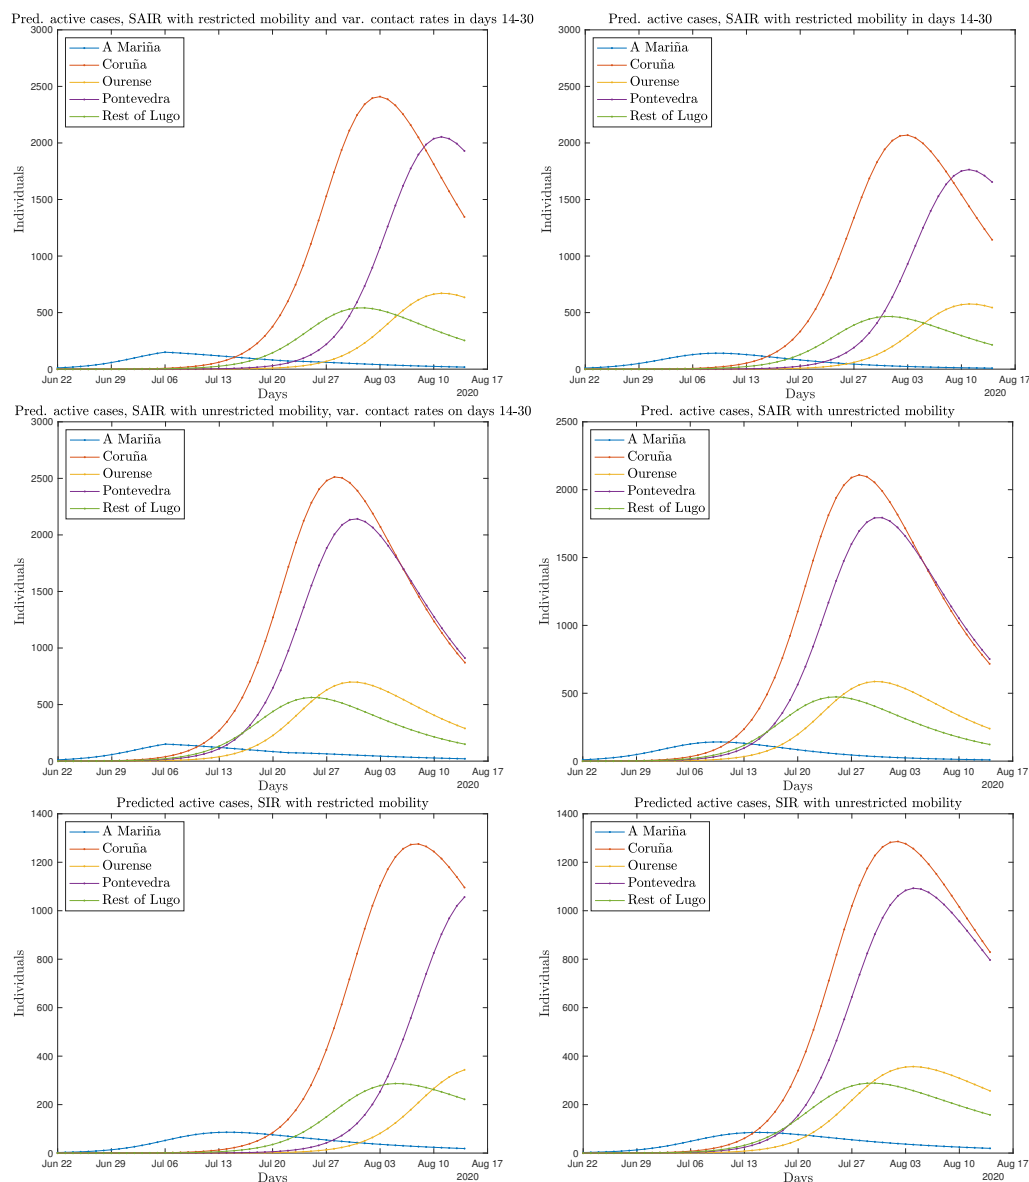 Pred. active cases, SAIR with restricted mobility and var. contact rates in days 14-30
3000
2500
2000
1500
1000
500
0
Individuals
A Mariña
Coruña
Ourense
Pontevedra
Rest of Lugo
Jun 22 Jun 29 Jul 06 Jul 13 Jul 20 Jul 27 Aug 03 Aug 10 Aug 17
Days
2020
Pred. active cases, SAIR with restricted mobility in days 14-30
3000
2500
2000
1500
1000
500
0
Individuals
A Mariña
Coruña
Ourense
Pontevedra
Rest of Lugo
Jun 22 Jun 29 Jul 06 Jul 13 Jul 20 Jul 27 Aug 03 Aug 10 Aug 17
Days
2020
Pred. active cases, SAIR with unrestricted mobility, var. contact rates on days 14-30
3000
2500
2000
1500
1000
500
0
Individuals
A Mariña
Coruña
Ourense
Pontevedra
Rest of Lugo
Jun 22 Jun 29 Jul 06 Jul 13 Jul 20 Jul 27 Aug 03 Aug 10 Aug 17
Days
2020
Pred. active cases, SAIR with unrestricted mobility
2500
2000
1500
1000
500
0
Individuals
A Mariña
Coruña
Ourense
Pontevedra
Rest of Lugo
Jun 22 Jun 29 Jul 06 Jul 13 Jul 20 Jul 27 Aug 03 Aug 10 Aug 17
Days
2020
Predicted active cases, SIR with restricted mobility
1400
1200
1000
800
600
400
200
0
Individuals
A Mariña
Coruña
Ourense
Pontevedra
Rest of Lugo
Jun 22 Jun 29 Jul 06 Jul 13 Jul 20 Jul 27 Aug 03 Aug 10 Aug 17
Days
2020
Predicted active cases, SIR with unrestricted mobility
1400
1200
1000
800
600
400
200
0
Individuals
A Mariña
Coruña
Ourense
Pontevedra
Rest of Lugo
Jun 22 Jun 29 Jul 06 Jul 13 Jul 20 Jul 27 Aug 03 Aug 10 Aug 17
Days
2020